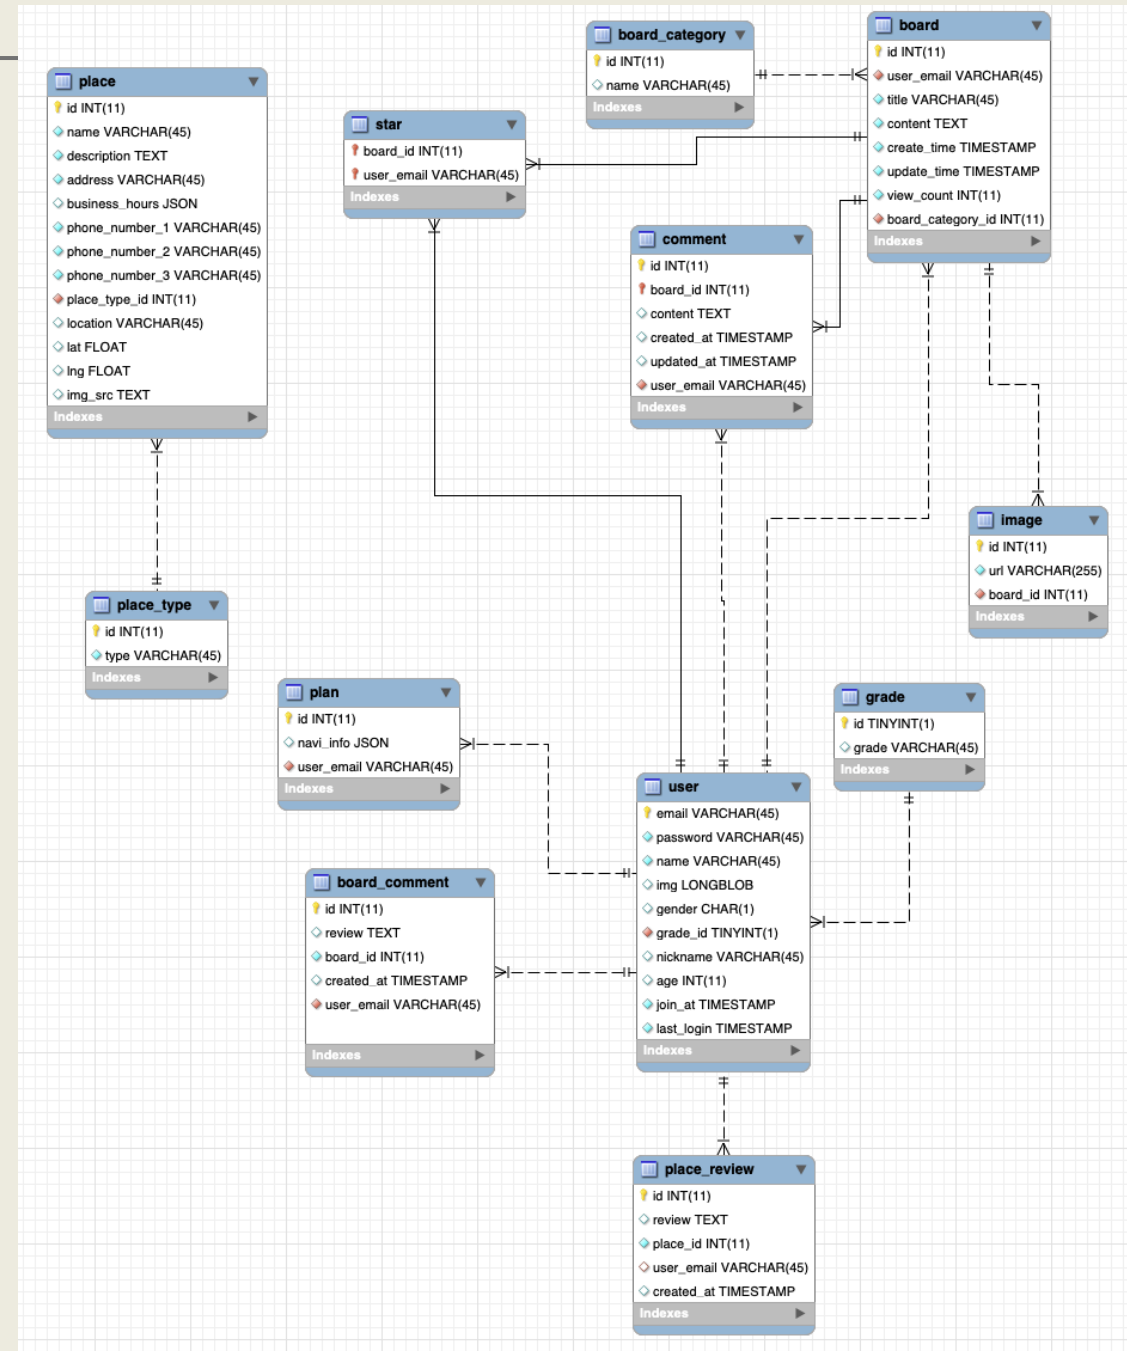 board_category
id INT(11)
name VARCHAR(45)
Indexes
board
id INT(11)
user_email VARCHAR(45)
title VARCHAR(45)
content TEXT
create_time TIMESTAMP
update_time TIMESTAMP
view_count INT(11)
board_category_id INT(11)
Indexes
place
id INT(11)
name VARCHAR(45)
description TEXT
address VARCHAR(45)
business_hours JSON
phone_number_1 VARCHAR(45)
phone_number_2 VARCHAR(45)
phone_number_3 VARCHAR(45)
place_type_id INT(11)
location VARCHAR(45)
lat FLOAT
lng FLOAT
img_src TEXT
Indexes
star
board_id INT(11)
user_email VARCHAR(45)
Indexes
comment
id INT(11)
board_id INT(11)
content TEXT
created_at TIMESTAMP
updated_at TIMESTAMP
user_email VARCHAR(45)
Indexes
image
id INT(11)
url VARCHAR(255)
board_id INT(11)
Indexes
place_type
id INT(11)
type VARCHAR(45)
Indexes
plan
id INT(11)
navi_info JSON
user_email VARCHAR(45)
Indexes
grade
id TINYINT(1)
grade VARCHAR(45)
Indexes
user
email VARCHAR(45)
password VARCHAR(45)
name VARCHAR(45)
img LONGBLOB
gender CHAR(1)
grade_id TINYINT(1)
nickname VARCHAR(45)
age INT(11)
join_at TIMESTAMP
last_login TIMESTAMP
Indexes
board_comment
id INT(11)
review TEXT
board_id INT(11)
created_at TIMESTAMP
user_email VARCHAR(45)
Indexes
place_review
id INT(11)
review TEXT
place_id INT(11)
user_email VARCHAR(45)
created_at TIMESTAMP
Indexes